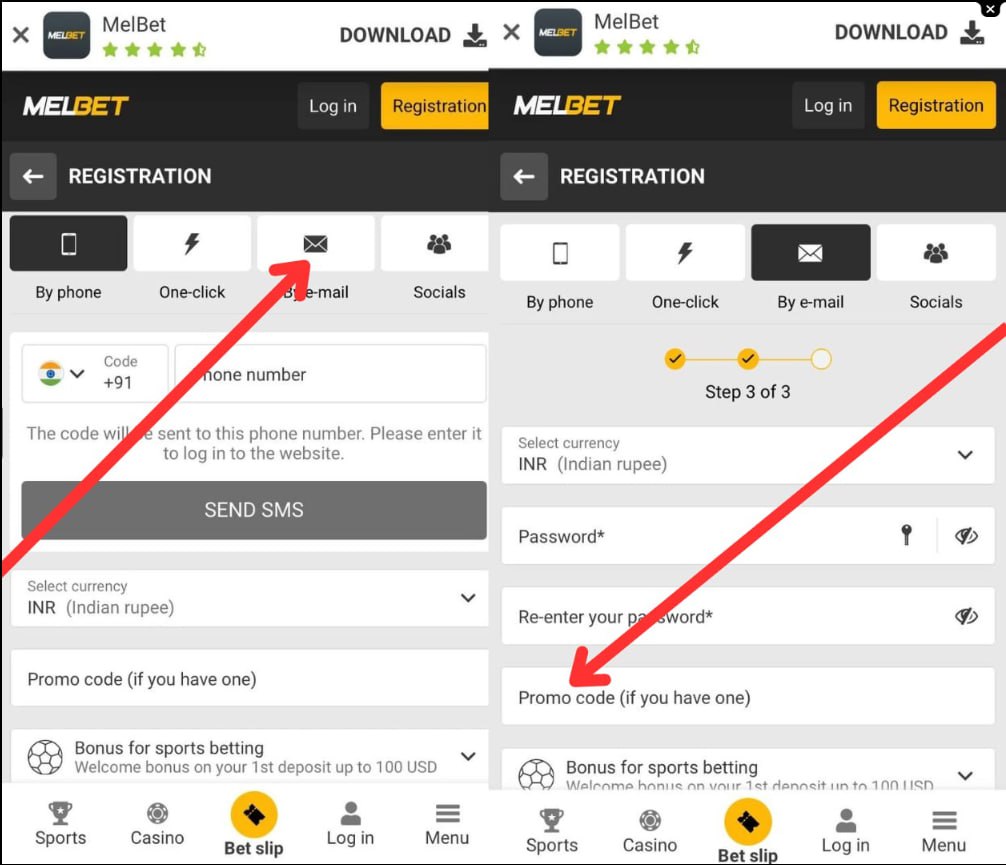 MELBET
MelBet
DOWNLOAD
MELBET
Log in
Registration
REGISTRATION
By phone
One-click
By e-mail
Socials
Code
+91
Phone number
The code will be sent to this phone number. Please enter it
to log in to the website.
SEND SMS
Select currency
INR (Indian rupee)
Promo code (if you have one)
Bonus for sports betting
Welcome bonus on your 1st deposit up to 100 USD
Sports
Casino
Bet slip
Log in
Menu
MELBET
MelBet
DOWNLOAD
MELBET
Log in
Registration
REGISTRATION
By phone
One-click
By e-mail
Socials
Step 3 of 3
Select currency
INR (Indian rupee)
Password*
Re-enter your password*
Promo code (if you have one)
Bonus for sports betting
Welcome bonus on your 1st deposit up to 100 USD
Sports
Casino
Bet slip
Log in
Menu